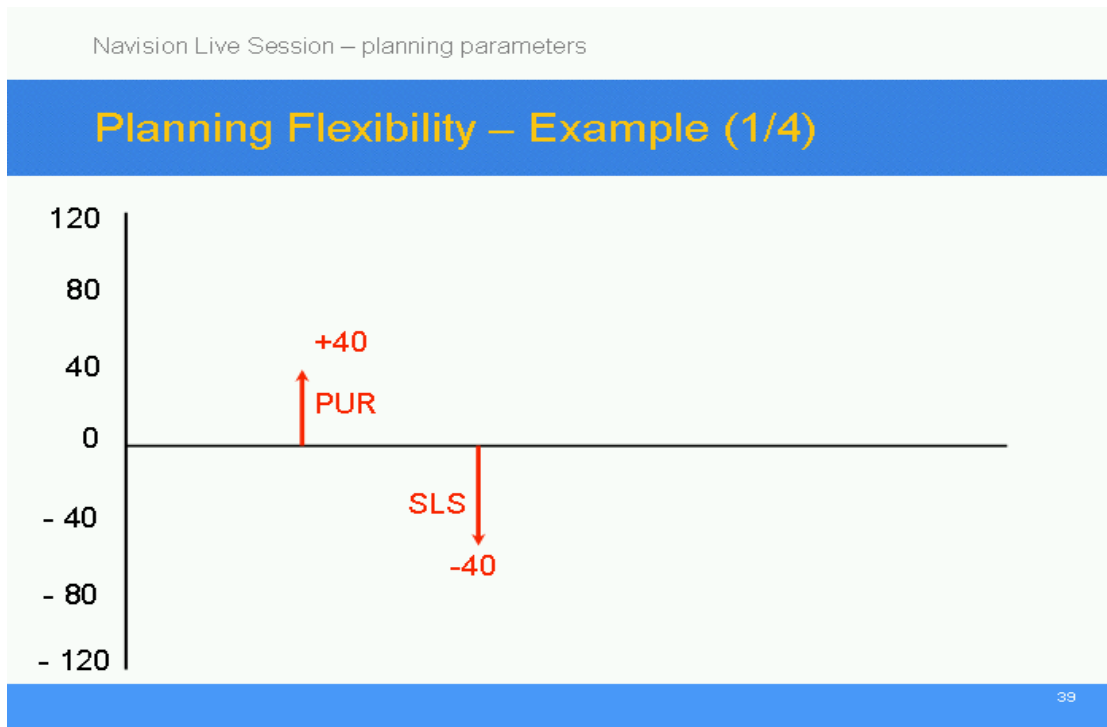 Navision Live Session – planning parameters
Planning Flexibility – Example (1/4)
120
80
+40
40
PUR
0
SLS
- 40
-40
- 80
- 120
39